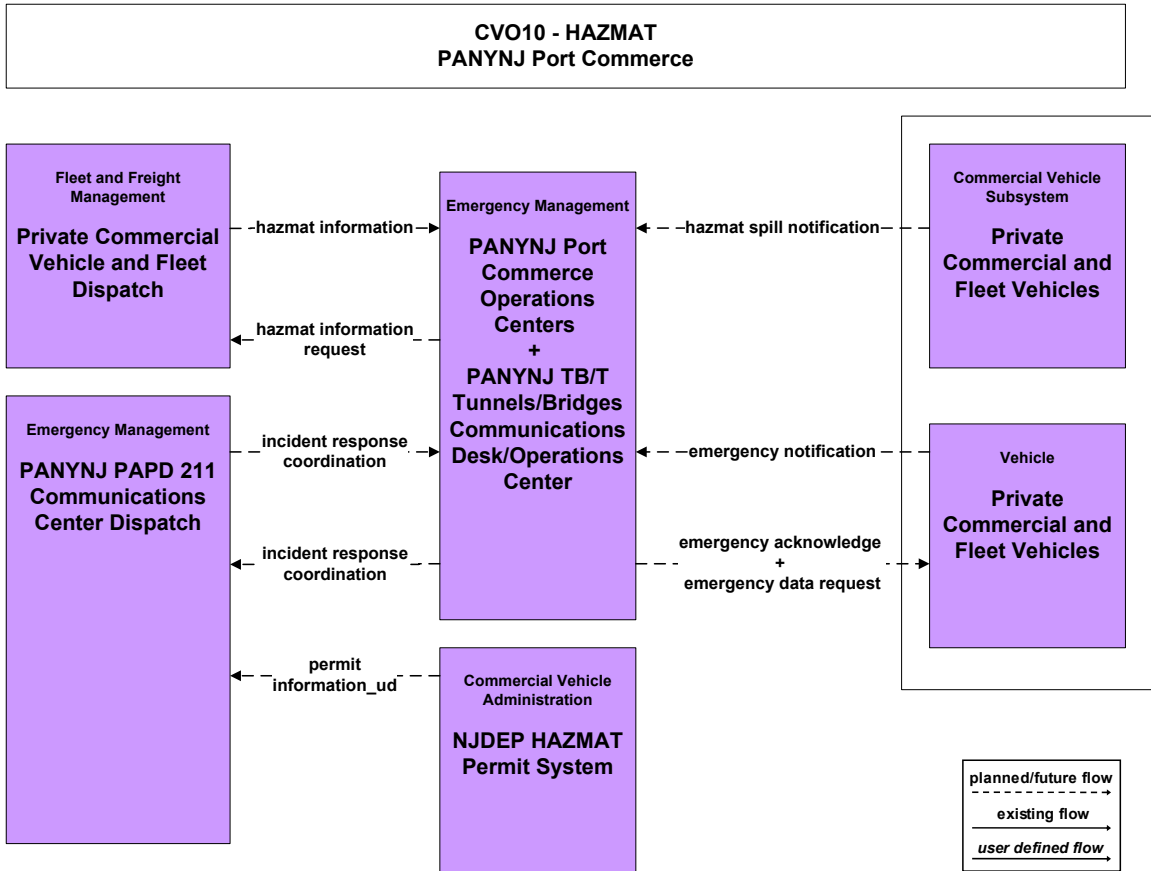 CVO10 - HAZMAT
PANYNJ Port Commerce
Fleet and Freight
Management
Private Commercial
Vehicle and Fleet
Dispatch
hazmat information
hazmat information
request
Emergency Management
PANYNJ Port
Commerce
Operations
Centers
+
PANYNJ TB/T
Tunnels/Bridges
Communications
Desk/Operations
Center
hazmat spill notification
Commercial Vehicle
Subsystem
Private
Commercial and
Fleet Vehicles
Emergency Management
PANYNJ PAPD 211
Communications
Center Dispatch
incident response
coordination
incident response
coordination
emergency notification
emergency acknowledge
+
emergency data request
Vehicle
Private
Commercial and
Fleet Vehicles
permit
information_ud
Commercial Vehicle
Administration
NJDEP HAZMAT
Permit System
planned/future flow
existing flow
user defined flow